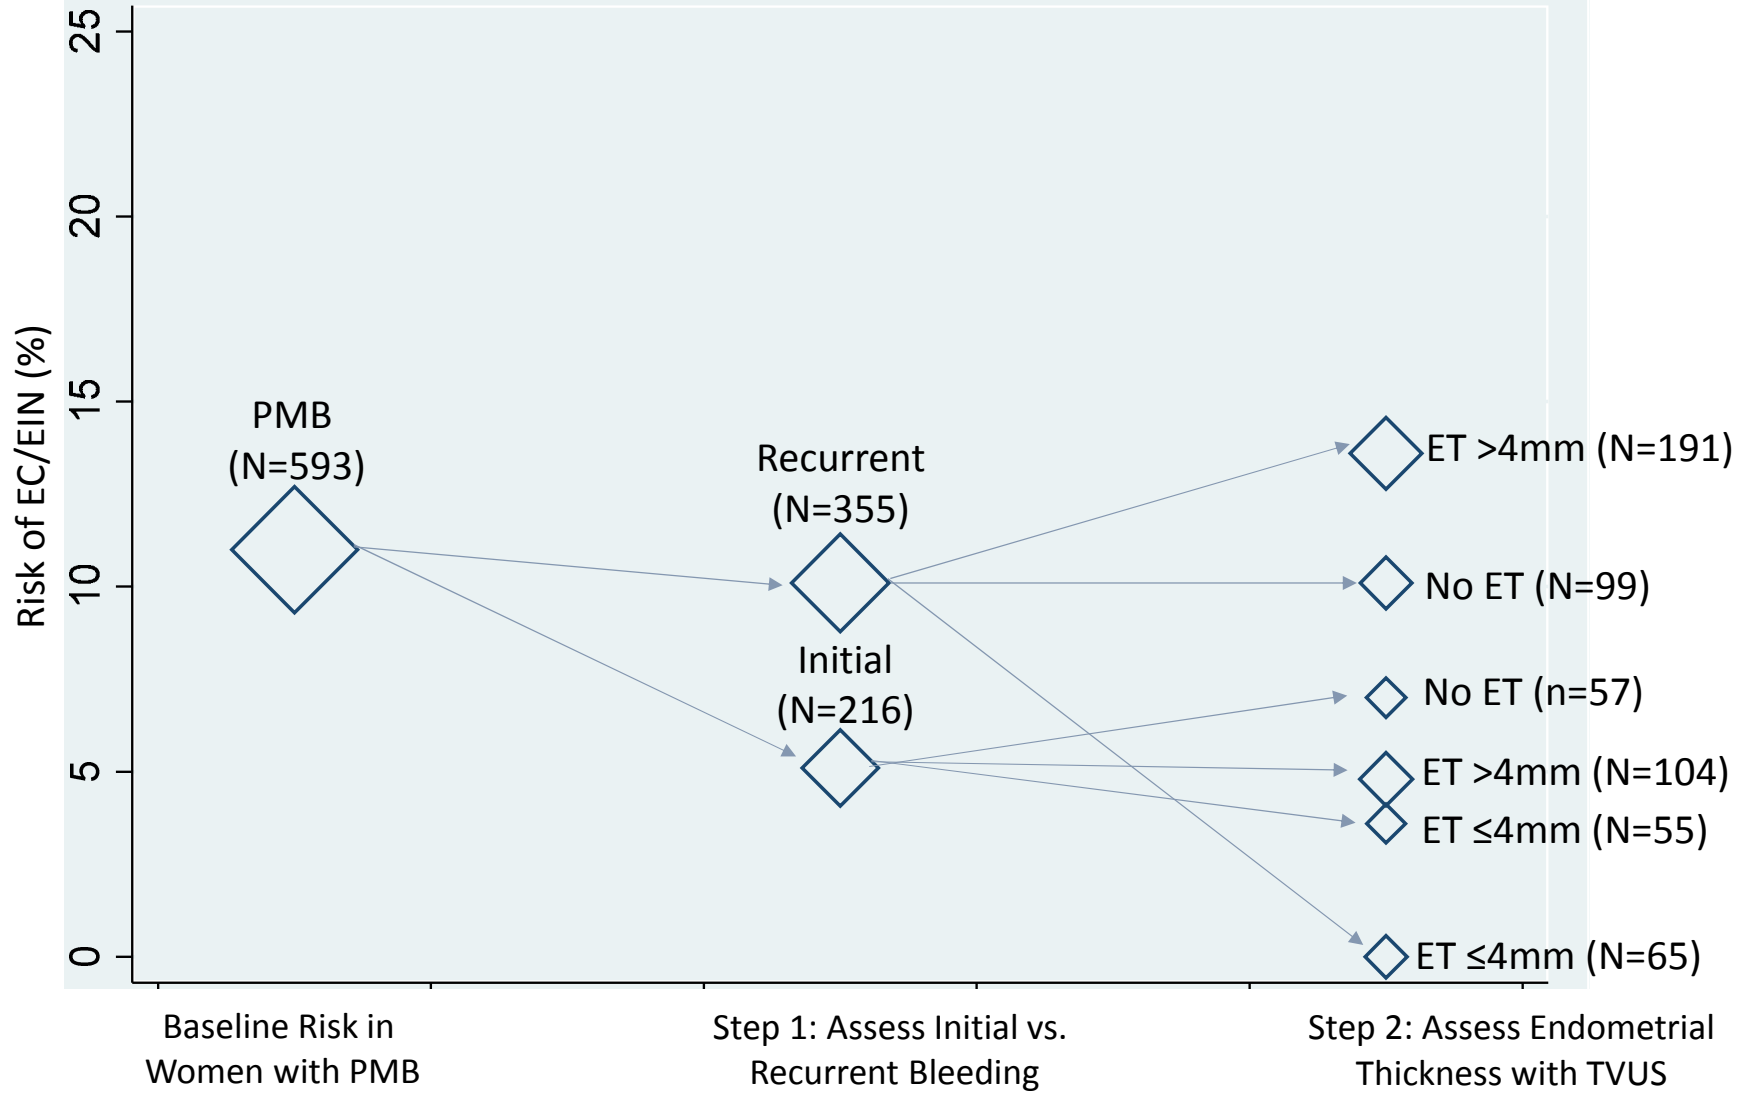 Risk of EC/EIN (%)
25
20
15
10
5
0
PMB
(N=593)
Recurrent
(N=355)
Initial
(N=216)
ET >4mm (N=191)
No ET (N=99)
No ET (n=57)
ET >4mm (N=104)
ET ≤4mm (N=55)
ET ≤4mm (N=65)
Baseline Risk in
Women with PMB
Step 1: Assess Initial vs.
Recurrent Bleeding
Step 2: Assess Endometrial
Thickness with TVUS